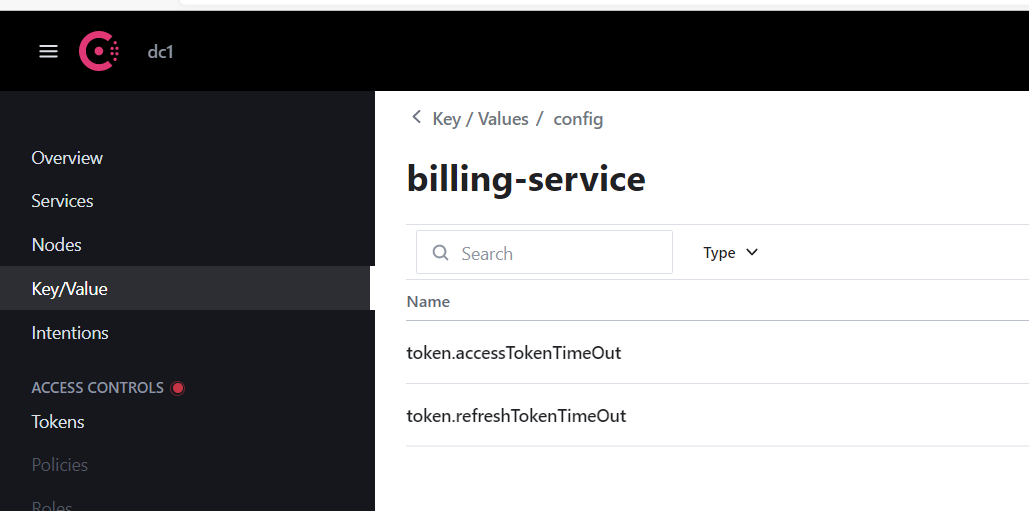 dc1
Overview
Services
Nodes
Key/Value
Intentions
ACCESS CONTROLS
Tokens
Policies
Roles
Key / Values / config
billing-service
Search Type
Name
token.accessTokenTimeOut
token.refreshTokenTimeOut